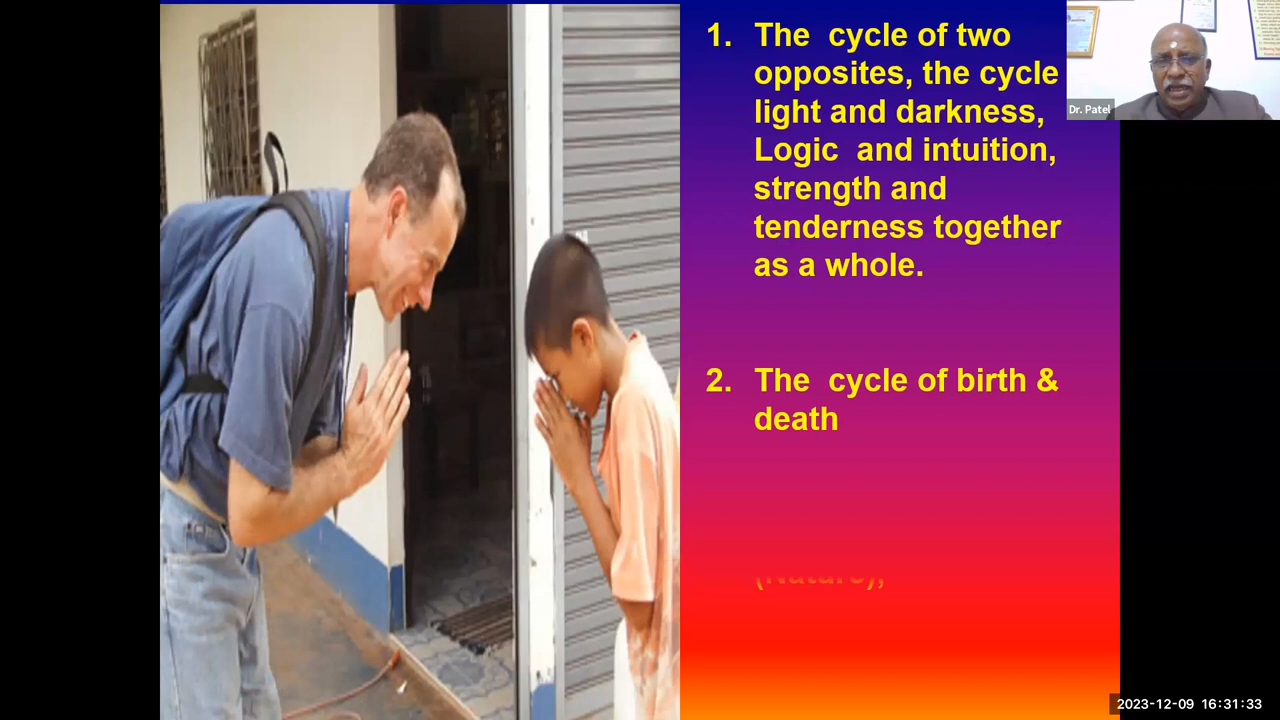 1. The cycle of two
opposites, the cycle
light and darkness,
Logic and intuition,
strength and
tenderness together
as a whole.
2. The cycle of birth &
death
(Nature),
Dr. Patel
2023-12-09 16:31:33